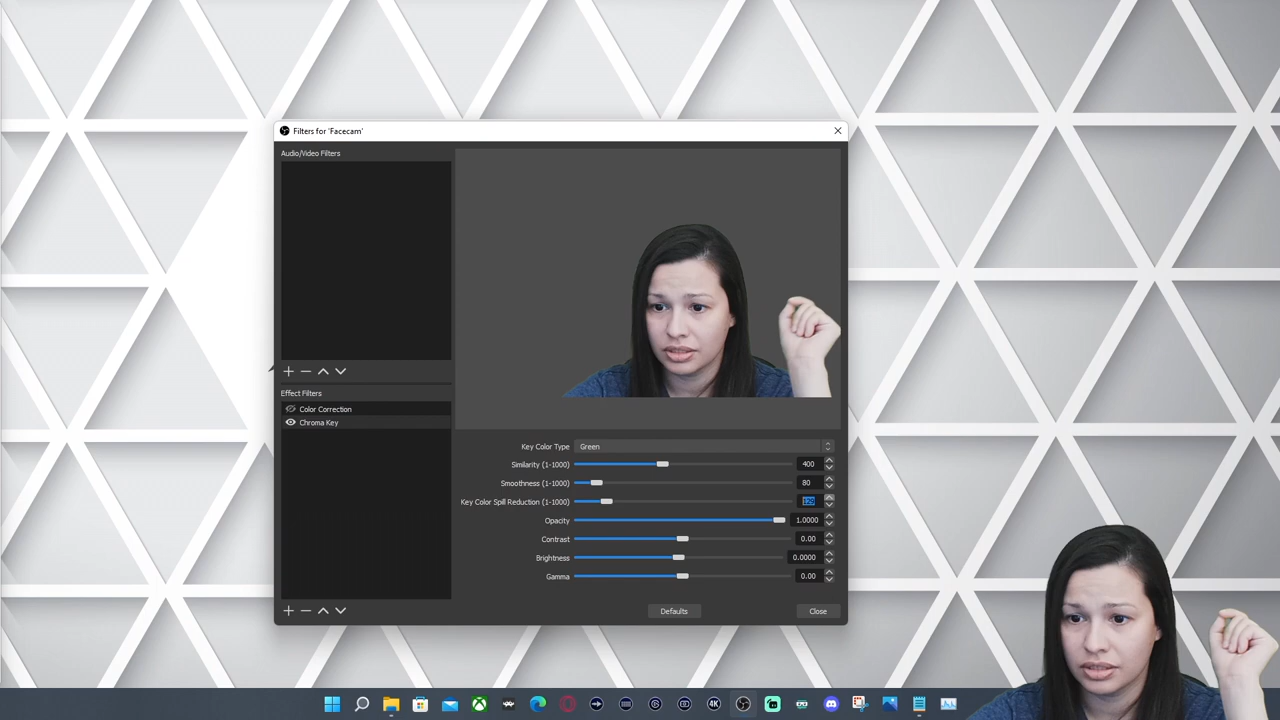 Filters for 'Facecam'
Audio/Video Filters
Effect Filters
Color Correction
Chroma Key
Key Color Type Green
Similarity (1-1000) 400
Smoothness (1-1000) 80
Key Color Spill Reduction (1-1000) 129
Opacity 1.0000
Contrast 0.00
Brightness 0.0000
Gamma 0.00
Defaults
Close
4K